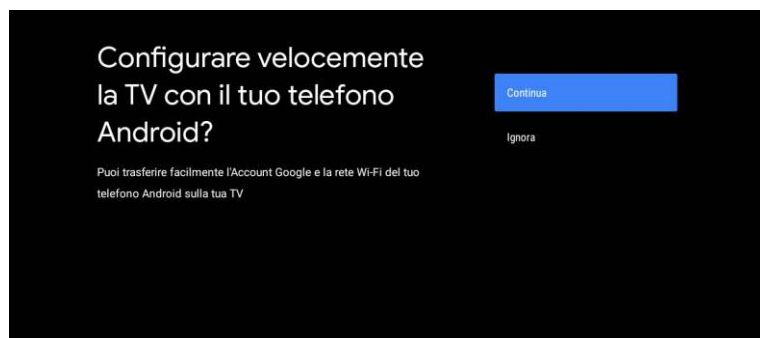 Configurare velocemente
la TV con il tuo telefono
Android?
Puoi trasferire facilmente l'Account Google e la rete Wi-Fi del tuo
telefono Android sulla tua TV
Continua
Ignora